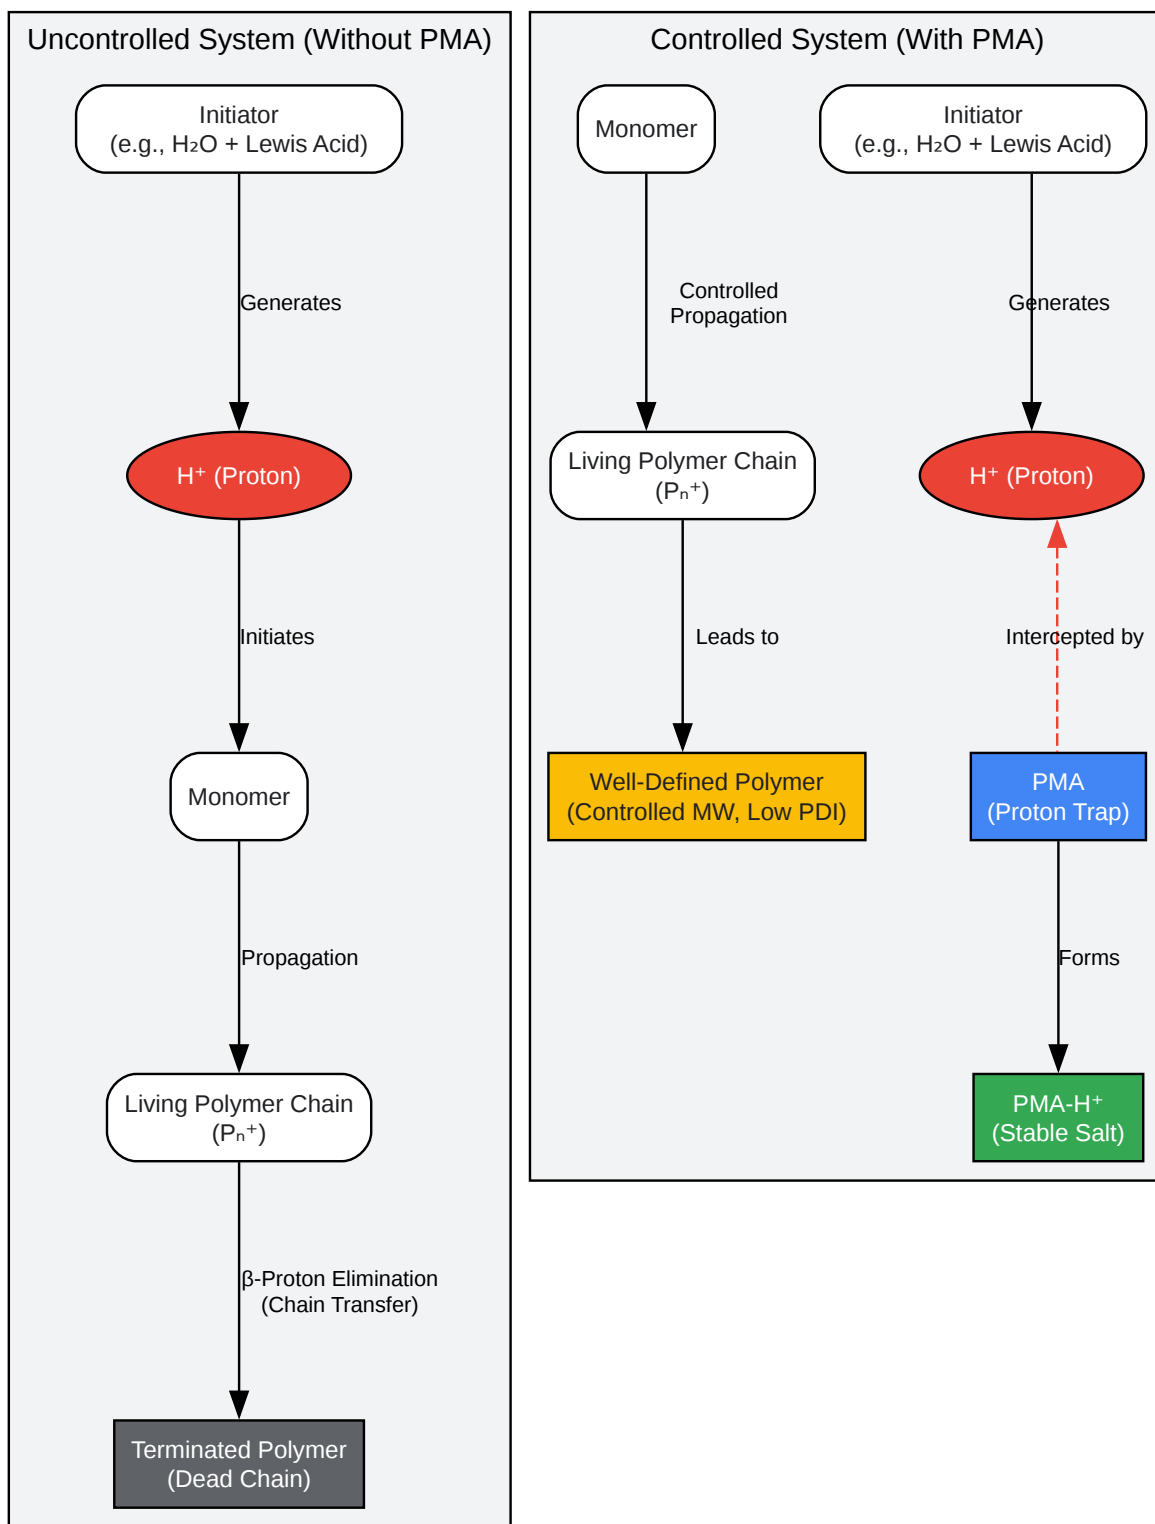 Uncontrolled System (Without PMA)
Initiator
(e.g., H₂O + Lewis Acid)
Generates
H⁺ (Proton)
Initiates
Monomer
Propagation
Living Polymer Chain
(Pₙ⁺)
β-Proton Elimination
(Chain Transfer)
Terminated Polymer
(Dead Chain)
Controlled System (With PMA)
Monomer
Controlled
Propagation
Living Polymer Chain
(Pₙ⁺)
Leads to
Well-Defined Polymer
(Controlled MW, Low PDI)
Initiator
(e.g., H₂O + Lewis Acid)
Generates
H⁺ (Proton)
Intercepted by
PMA
(Proton Trap)
Forms
PMA-H⁺
(Stable Salt)